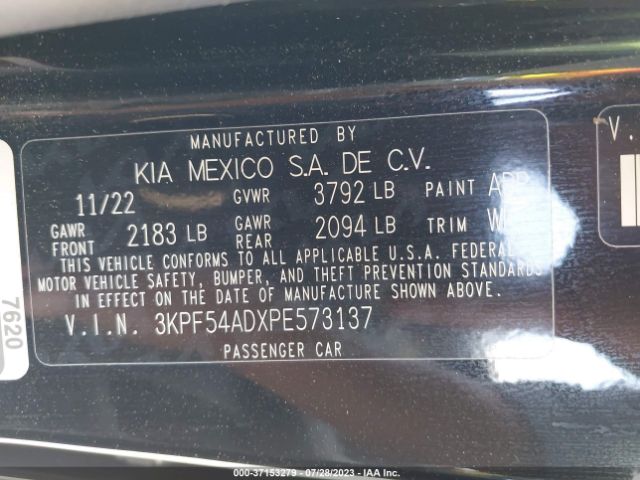 MANUFACTURED BY
KIA MEXICO S.A. DE C.V.
11/22 GVWR 3792 LB PAINT
GAWR FRONT 2183 LB GAWR REAR 2094 LB TRIM
THIS VEHICLE CONFORMS TO ALL APPLICABLE U.S.A. FEDERAL
MOTOR VEHICLE SAFETY, BUMPER, AND THEFT PREVENTION STANDARDS
IN EFFECT ON THE DATE OF MANUFACTURE SHOWN ABOVE.
V.I.N. 3KPF54ADXPE573137
PASSENGER CAR
7620
V.
000-37153279 - 07/28/2023 - IAA Inc.